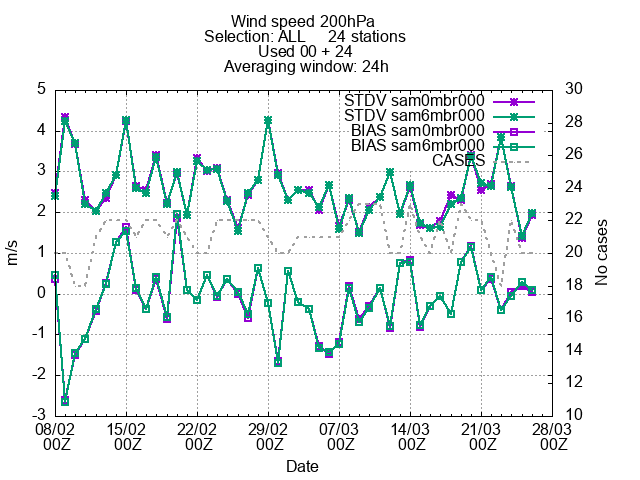 Wind speed 200hPa
Selection: ALL 24 stations
Used 00 + 24
Averaging window: 24h
5 30
STDV sam0mbr000
STDV sam6mbr000
BIAS sam0mbr000
BIAS sam6mbr000
CASES
4 28
3 26
2 24
1 22
0 20
-1 18
-2 16
-3 14
12
10
m/s
No cases
08/02 15/02 22/02 29/02 07/03 14/03 21/03 28/03
00Z 00Z 00Z 00Z 00Z 00Z 00Z 00Z
Date